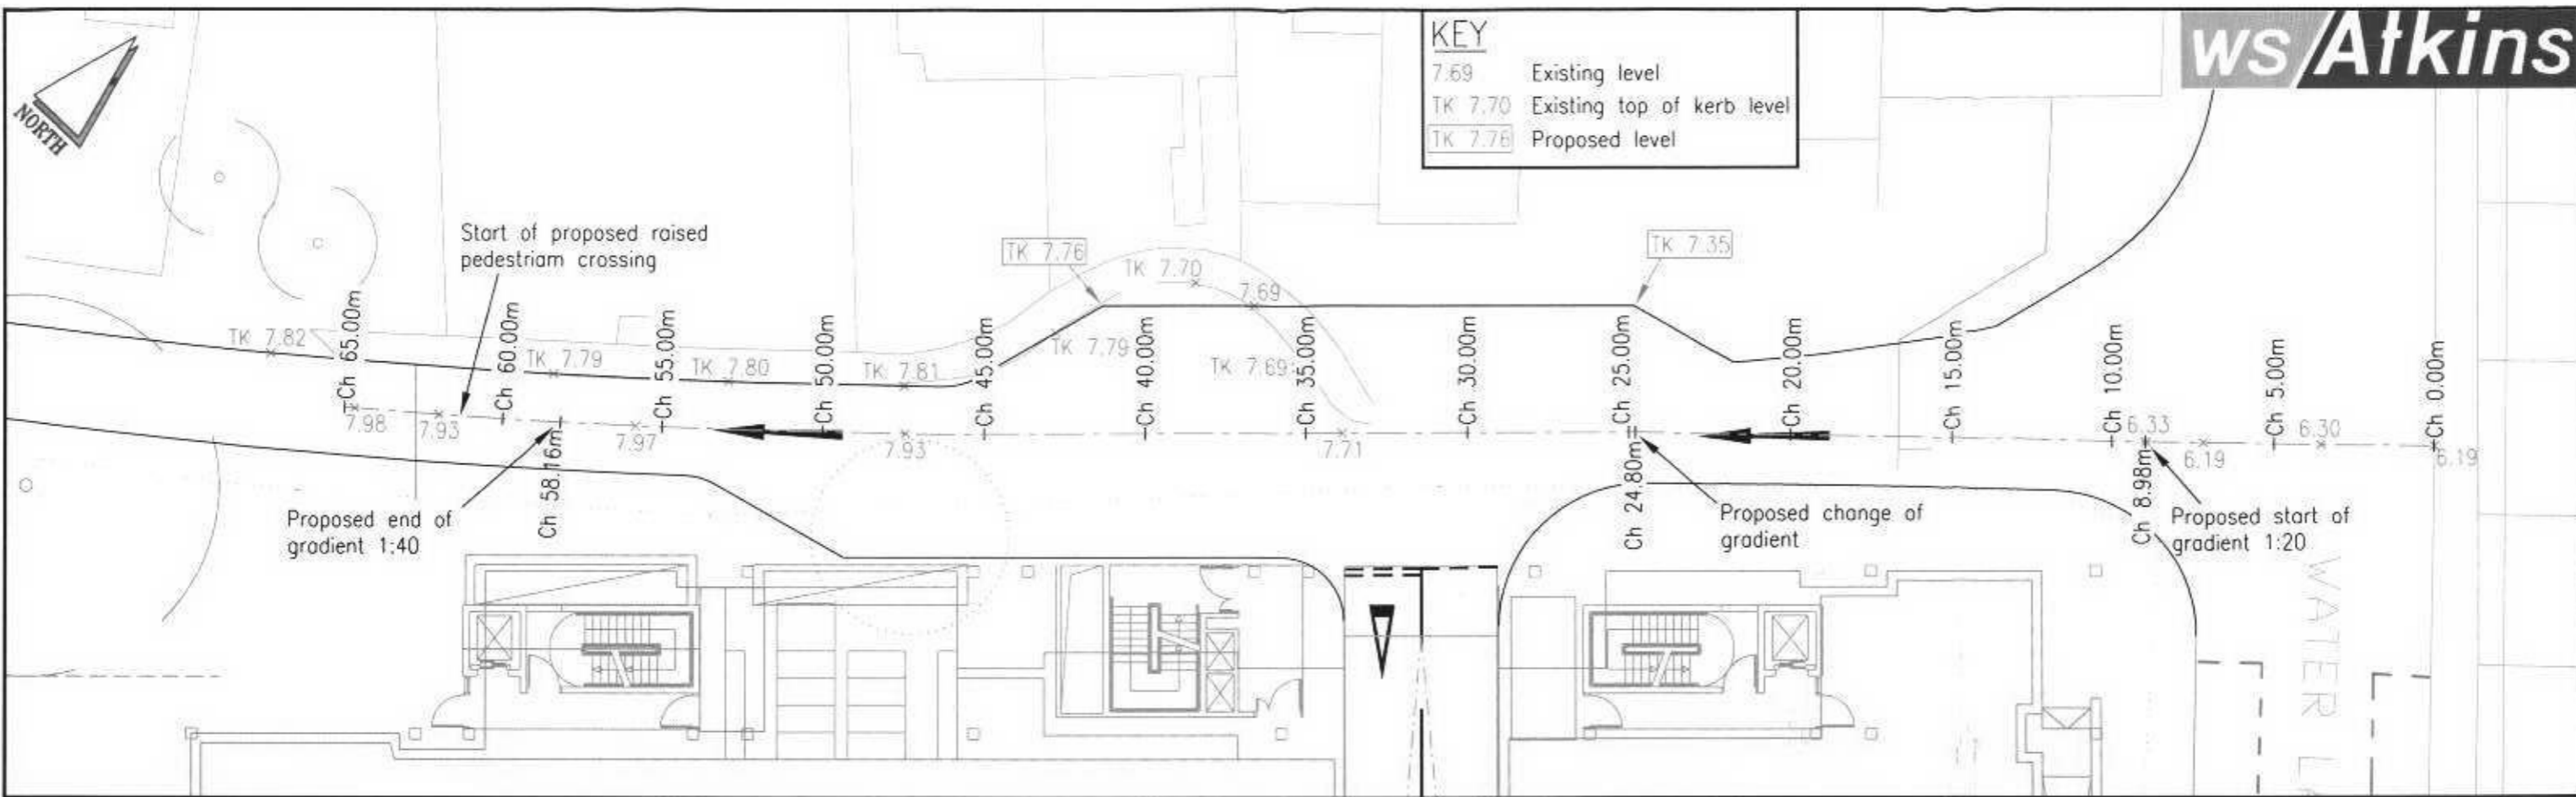 NORTH
KEY
7.69 Existing level
TK 7.70 Existing top of kerb level
TK 7.76 Proposed level
ws/Atkins
Start of proposed raised
pedestriam crossing
TK 7.76
TK 7.70
7.69
TK 7.35
TK 7.82
TK 7.79
TK 7.80
TK 7.81
TK 7.79
TK 7.69
Ch 65.00m
Ch 60.00m
Ch 55.00m
Ch 50.00m
Ch 45.00m
Ch 40.00m
Ch 35.00m
Ch 30.00m
Ch 25.00m
Ch 20.00m
Ch 15.00m
Ch 10.00m
Ch 5.00m
Ch 0.00m
7.98
7.93
7.97
7.93
7.71
6.33
6.19
6.30
6.19
Ch 58.16m
Ch 24.80m
Ch 8.98m
Proposed end of
gradient 1:40
Proposed change of
gradient
Proposed start of
gradient 1:20
WATER